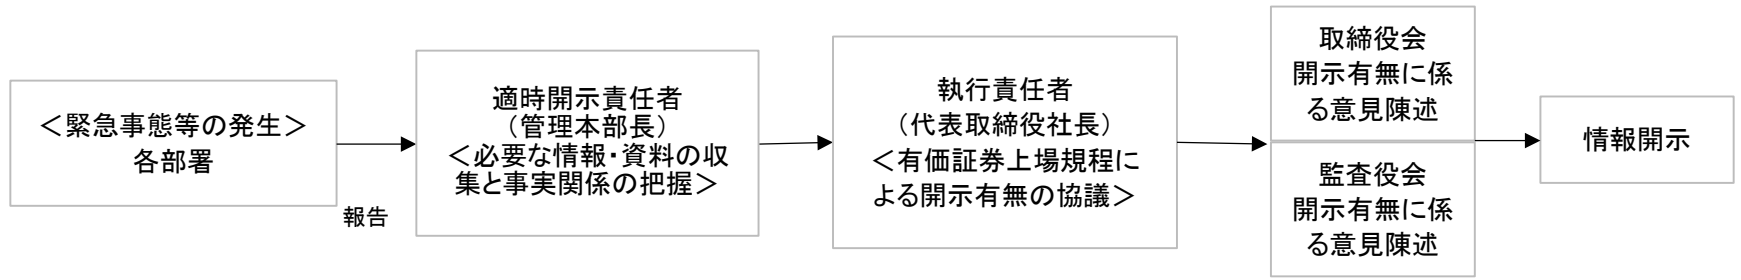 ＜緊急事態等の発生＞
各部署
報告
適時開示責任者
（管理本部長）
＜必要な情報・資料の収
集と事実関係の把握＞
執行責任者
（代表取締役社長）
＜有価証券上場規程に
よる開示有無の協議＞
取締役会
開示有無に係
る意見陳述
監査役会
開示有無に係
る意見陳述
情報開示